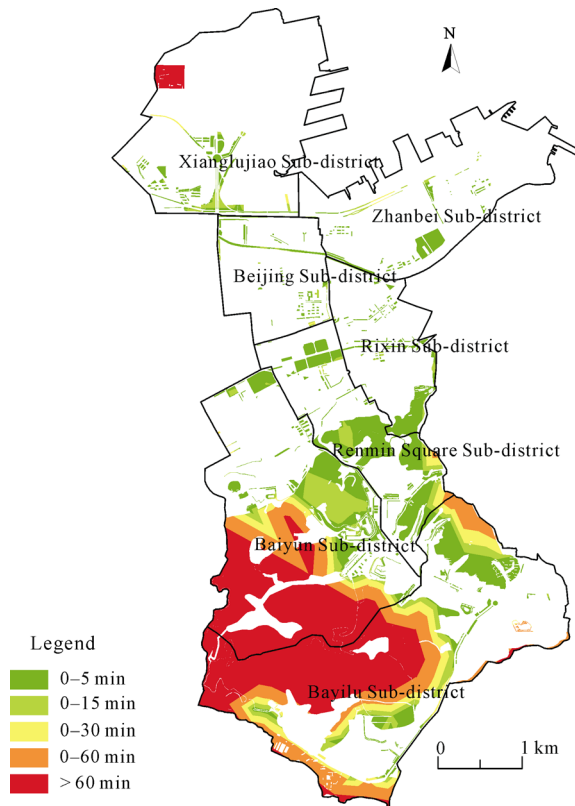 N
Xianglujiao Sub-district
Zhanbei Sub-district
Beijing Sub-district
Rixin Sub-district
Renmin Square Sub-district
Baiyun Sub-district
Bayilu Sub-district
Legend
0–5 min
0–15 min
0–30 min
0–60 min
> 60 min
0 1 km